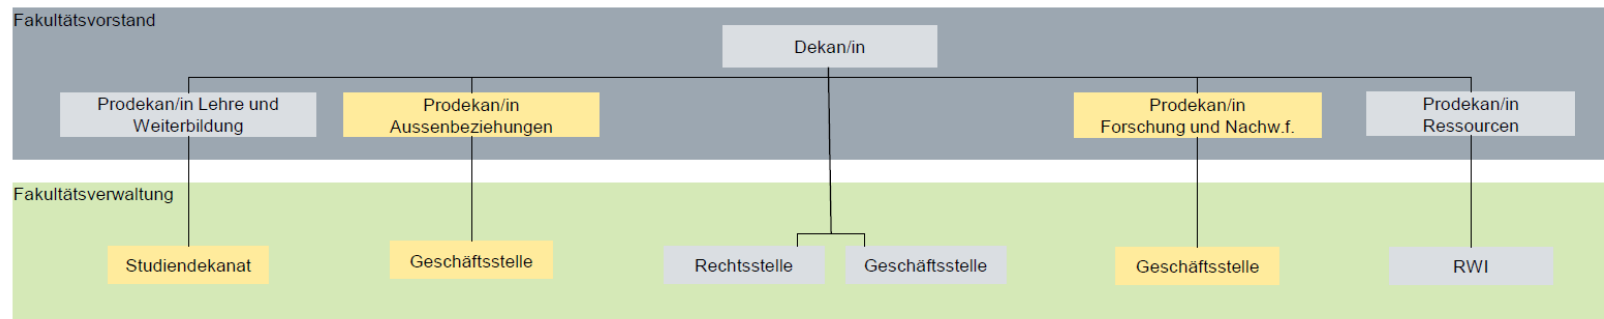 Fakultätsvorstand
Dekan/in
Prodekan/in Lehre und
Weiterbildung
Prodekan/in
Aussenbeziehungen
Prodekan/in
Forschung und Nachw.f.
Prodekan/in
Ressourcen
Fakultätsverwaltung
Studiendekanat
Geschäftsstelle
Rechtsstelle
Geschäftsstelle
Geschäftsstelle
RWI